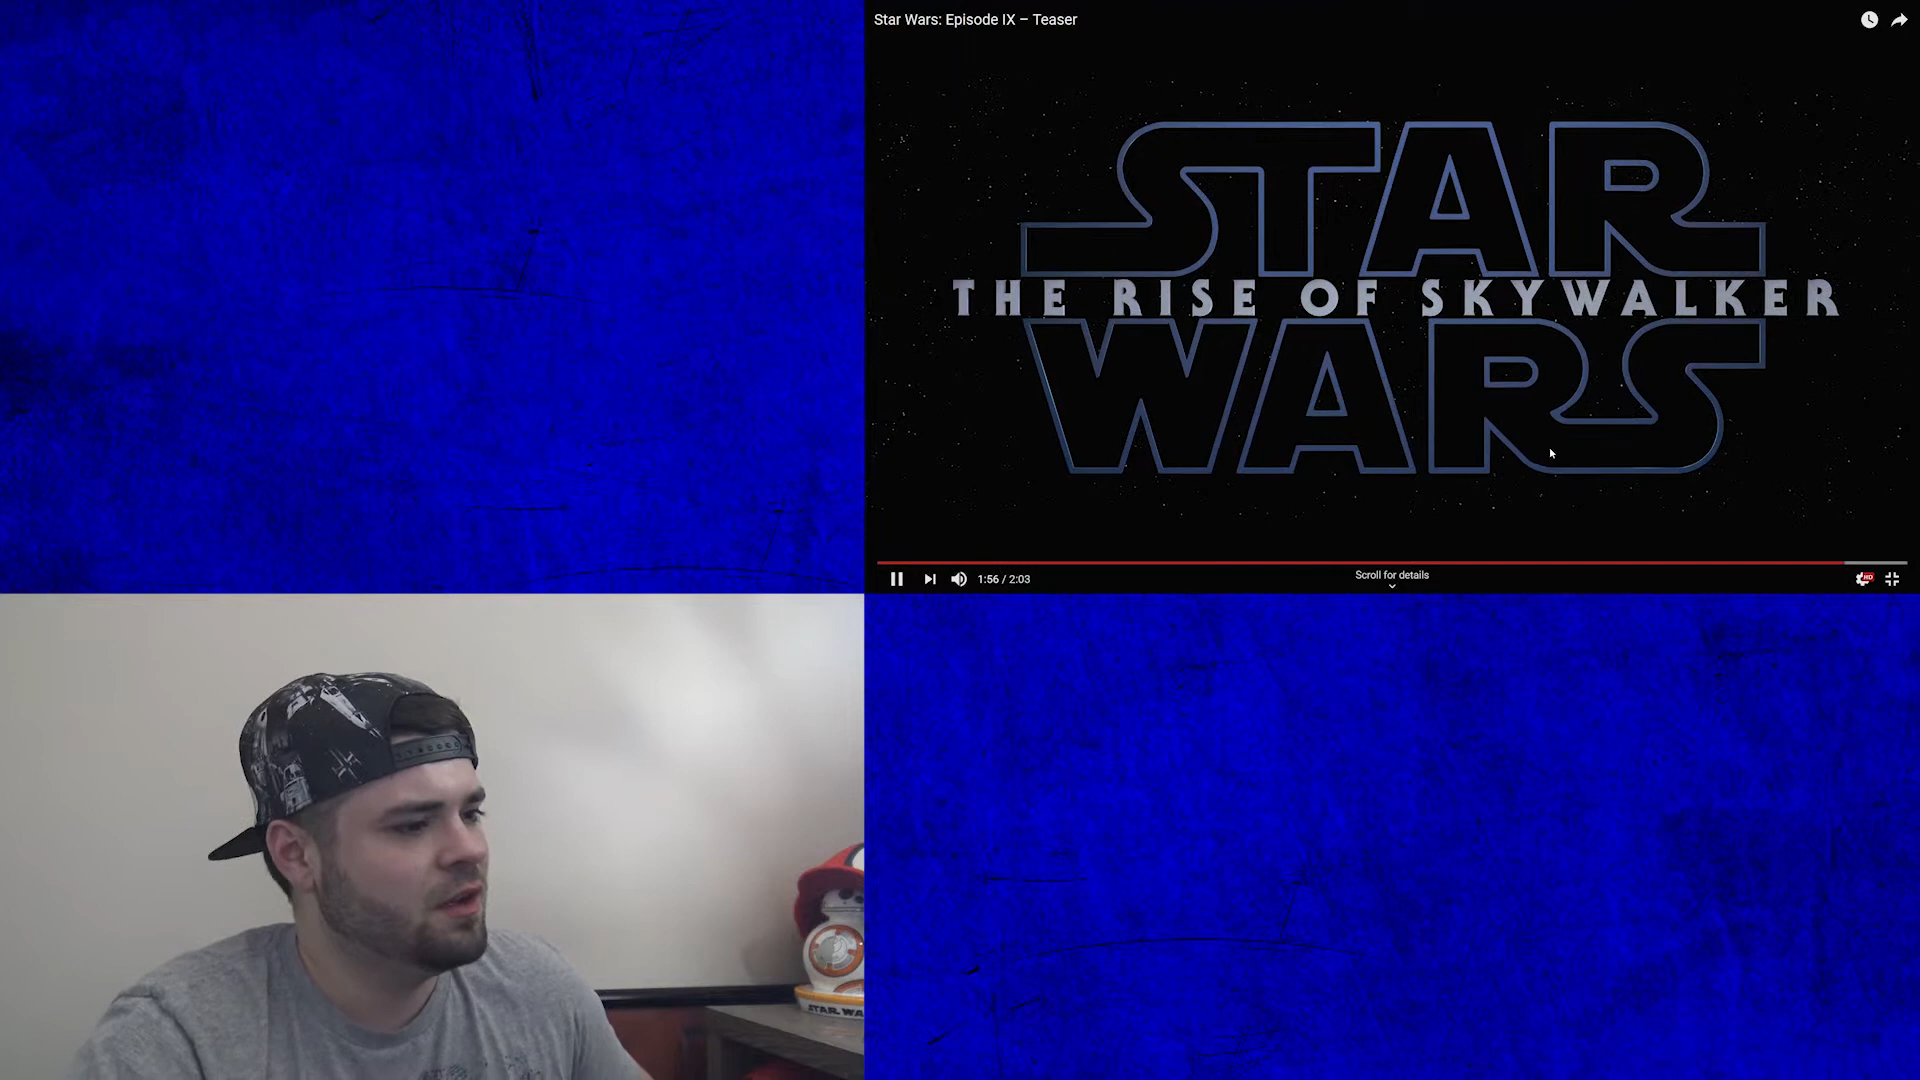 Star Wars: Episode IX – Teaser
STAR
THE RISE OF SKYWALKER
WARS
1:56 / 2:03
Scroll for details
HD
STAR WA